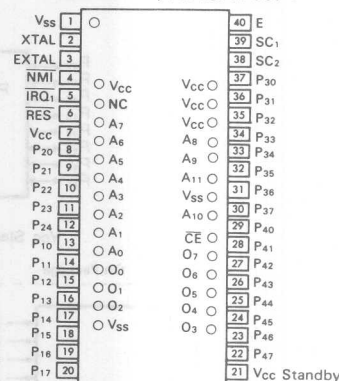 Vss 1
XTAL 2
EXTAL 3
NMI 4
IRQ₁ 5
RES 6
Vcc 7
P₂₀ 8
P₂₁ 9
P₂₂ 10
P₂₃ 11
P₂₄ 12
P₁₀ 13
P₁₁ 14
P₁₂ 15
P₁₃ 16
P₁₄ 17
P₁₅ 18
P₁₆ 19
P₁₇ 20
Vcc
NC
A₇
A₆
A₅
A₄
A₃
A₂
A₁
A₀
O₀
O₁
O₂
Vss
Vcc
Vcc
Vcc
A₈
A₉
A₁₁
Vss
A₁₀
CE
O₇
O₆
O₅
O₄
O₃
40 E
39 SC₁
38 SC₂
37 P₃₀
36 P₃₁
35 P₃₂
34 P₃₃
33 P₃₄
32 P₃₅
31 P₃₆
30 P₃₇
29 P₄₀
28 P₄₁
27 P₄₂
26 P₄₃
25 P₄₄
24 P₄₅
23 P₄₆
22 P₄₇
21 Vcc Standby